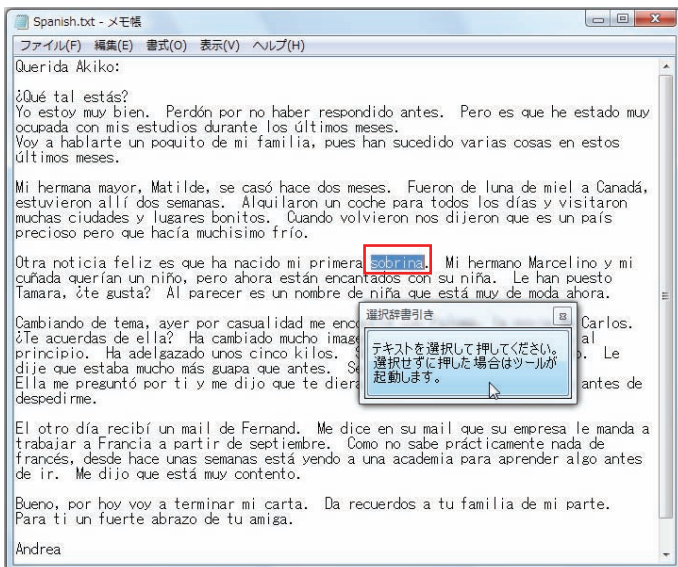 Spanish.txt - メモ帳
ファイル(F) 編集(E) 書式(O) 表示(V) ヘルプ(H)
Querida Akiko:
¿Qué tal estás?
Yo estoy muy bien. Perdón por no haber respondido antes. Pero es que he estado muy
ocupada con mis estudios durante los últimos meses.
Voy a hablarte un poquito de mi familia, pues han sucedido varias cosas en estos
últimos meses.
Mi hermana mayor, Matilde, se casó hace dos meses. Fueron de luna de miel a Canadá,
estuvieron allí dos semanas. Alquilaron un coche para todos los días y visitaron
muchas ciudades y lugares bonitos. Cuando volvieron nos dijeron que es un país
precioso pero que hacía muchisimo frío.
Otra noticia feliz es que ha nacido mi primera sobrina. Mi hermano Marcelino y mi
cuñada querían un niño, pero ahora están encantados con su niña. Le han puesto
Tamara, ¿te gusta? Al parecer es un nombre de niña que está muy de moda ahora.
Cambiando de tema, ayer por casualidad me Carlos.
¿Te acuerdas de ella? Ha cambiado mucho al
principio. Ha adelgazado unos cinco kilos. Le
dije que estaba mucho más guapa que antes.
Ella me preguntó por ti y me dijo que te antes de
despedirme.
El otro día recibí un mail de Fernand. Me dice en su mail que su empresa le manda a
trabajar a Francia a partir de septiembre. Como no sabe prácticamente nada de
francés, desde hace unas semanas está yendo a una academia para aprender algo antes
de ir. Me dijo que está muy contento.
Bueno, por hoy voy a terminar mi carta. Da recuerdos a tu familia de mi parte.
Para ti un fuerte abrazo de tu amiga.
Andrea
選択辞書引き
テキストを選択して押してください。
選択せずに押した場合はツールが
起動します。